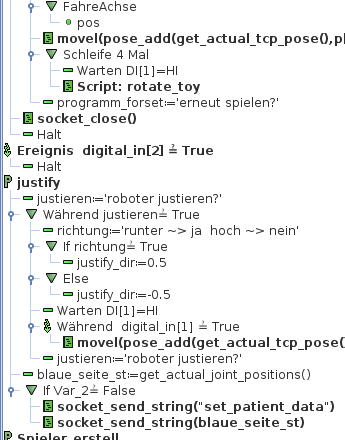 FahreAchse
pos
movel(pose_add(get_actual_tcp_pose(),p
Schleife 4 Mal
Warten DI[1]=HI
Script: rotate_toy
programm_forset:='erneut spielen?'
socket_close()
Halt
Ereignis digital_in[2] ≟ True
Halt
justify
justieren:='roboter justieren?'
Während justieren≟ True
richtung:='runter ~> ja hoch ~> nein'
If richtung≟ True
justify_dir:=0.5
Else
justify_dir:=-0.5
Warten DI[1]=HI
Während digital_in[1] ≟ True
movel(pose_add(get_actual_tcp_pose(
justieren:='roboter justieren?'
blaue_seite_st:=get_actual_joint_positions()
If Var_2≟ False
socket_send_string("set_patient_data")
socket_send_string(blaue_seite_st)
Spieler erstell